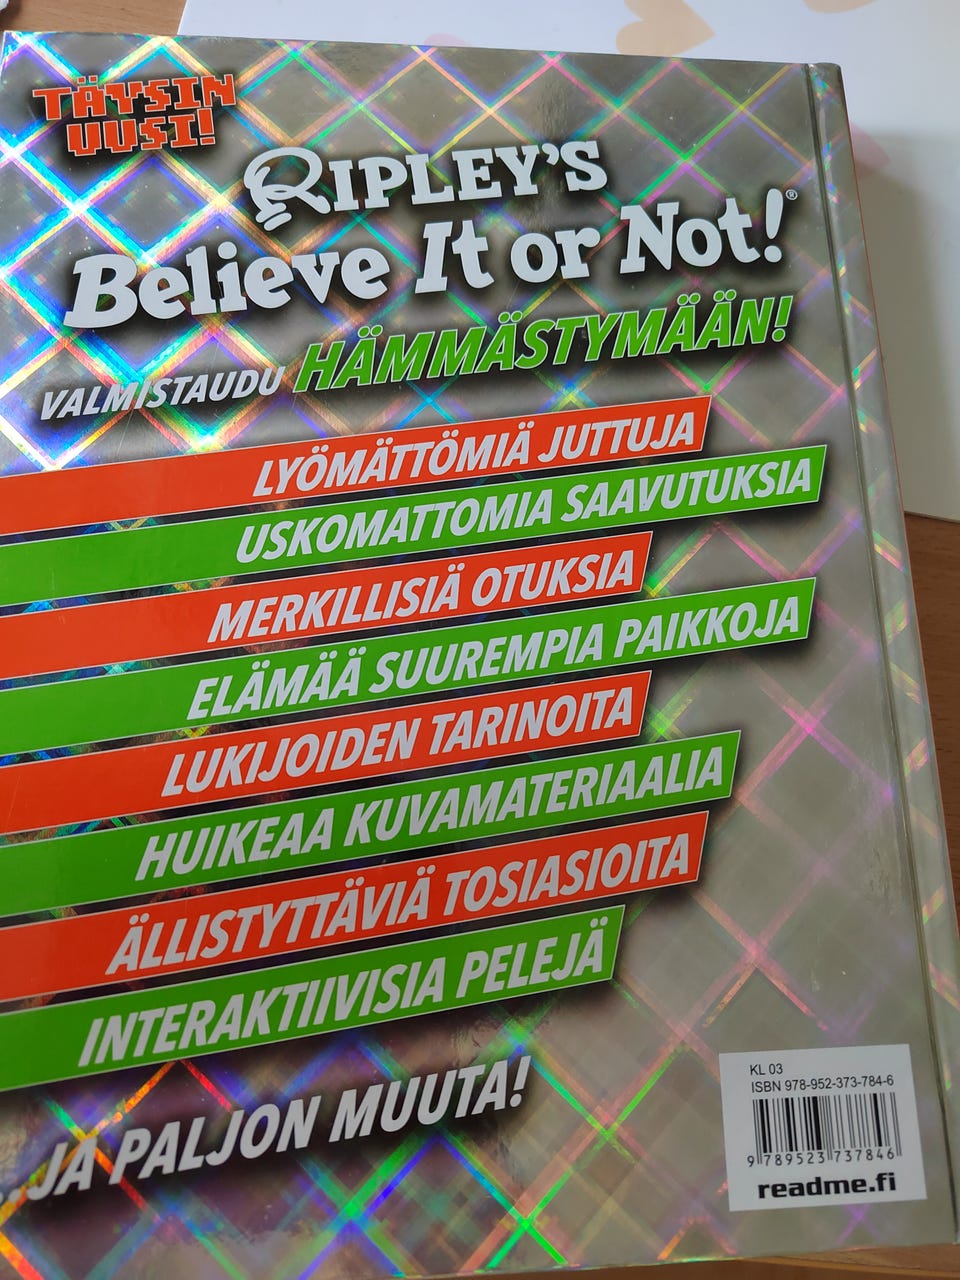 TÄYSIN
UUSI!
RIPLEY'S
Believe It or Not!®
VALMISTAUDU HÄMMÄSTYMÄÄN!
LYÖMÄTTÖMIÄ JUTTUJA
USKOMATTOMIA SAAVUTUKSIA
MERKILLISIÄ OTUKSIA
ELÄMÄÄ SUUREMPIA PAIKKOJA
LUKIJOIDEN TARINOITA
HUIKEAA KUVAMATERIAALIA
ÄLLISTYTTÄVIÄ TOSIASIOITA
INTERAKTIIVISIA PELEJÄ
...JA PALJON MUUTA!
KL 03
ISBN 978-952-373-784-6
9 789523 737846
readme.fi